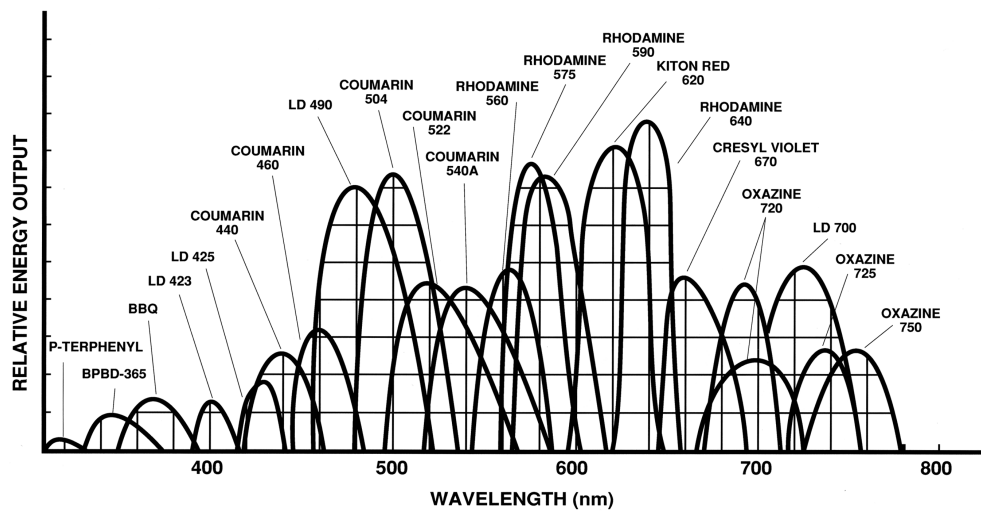 RELATIVE ENERGY OUTPUT
P-TERPHENYL
BPBD-365
BBQ
LD 423
LD 425
COUMARIN
440
COUMARIN
460
LD 490
COUMARIN
504
COUMARIN
522
COUMARIN
540A
RHODAMINE
560
RHODAMINE
575
RHODAMINE
590
KITON RED
620
RHODAMINE
640
CRESYL VIOLET
670
OXAZINE
720
LD 700
OXAZINE
725
OXAZINE
750
400
500
600
700
800
WAVELENGTH (nm)